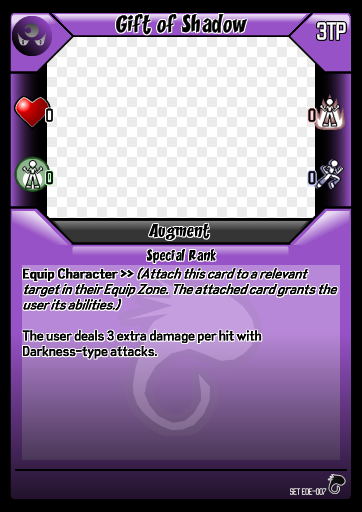 Gift of Shadow
3TP
0
0
0
0
Augment
Special Rank
Equip Character >> (Attach this card to a relevant
target in their Equip Zone. The attached card grants the
user its abilities.)
The user deals 3 extra damage per hit with
Darkness-type attacks.
SET EDE-007